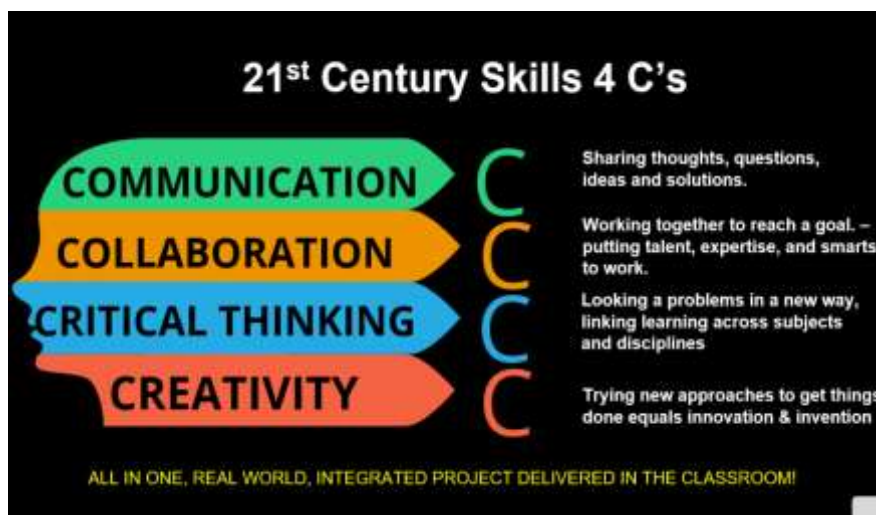 21st Century Skills 4 C's
COMMUNICATION
C
Sharing thoughts, questions,
ideas and solutions.
COLLABORATION
C
Working together to reach a goal. –
putting talent, expertise, and smarts
to work.
CRITICAL THINKING
C
Looking a problems in a new way,
linking learning across subjects
and disciplines
CREATIVITY
C
Trying new approaches to get things
done equals innovation & invention
ALL IN ONE, REAL WORLD, INTEGRATED PROJECT DELIVERED IN THE CLASSROOM!